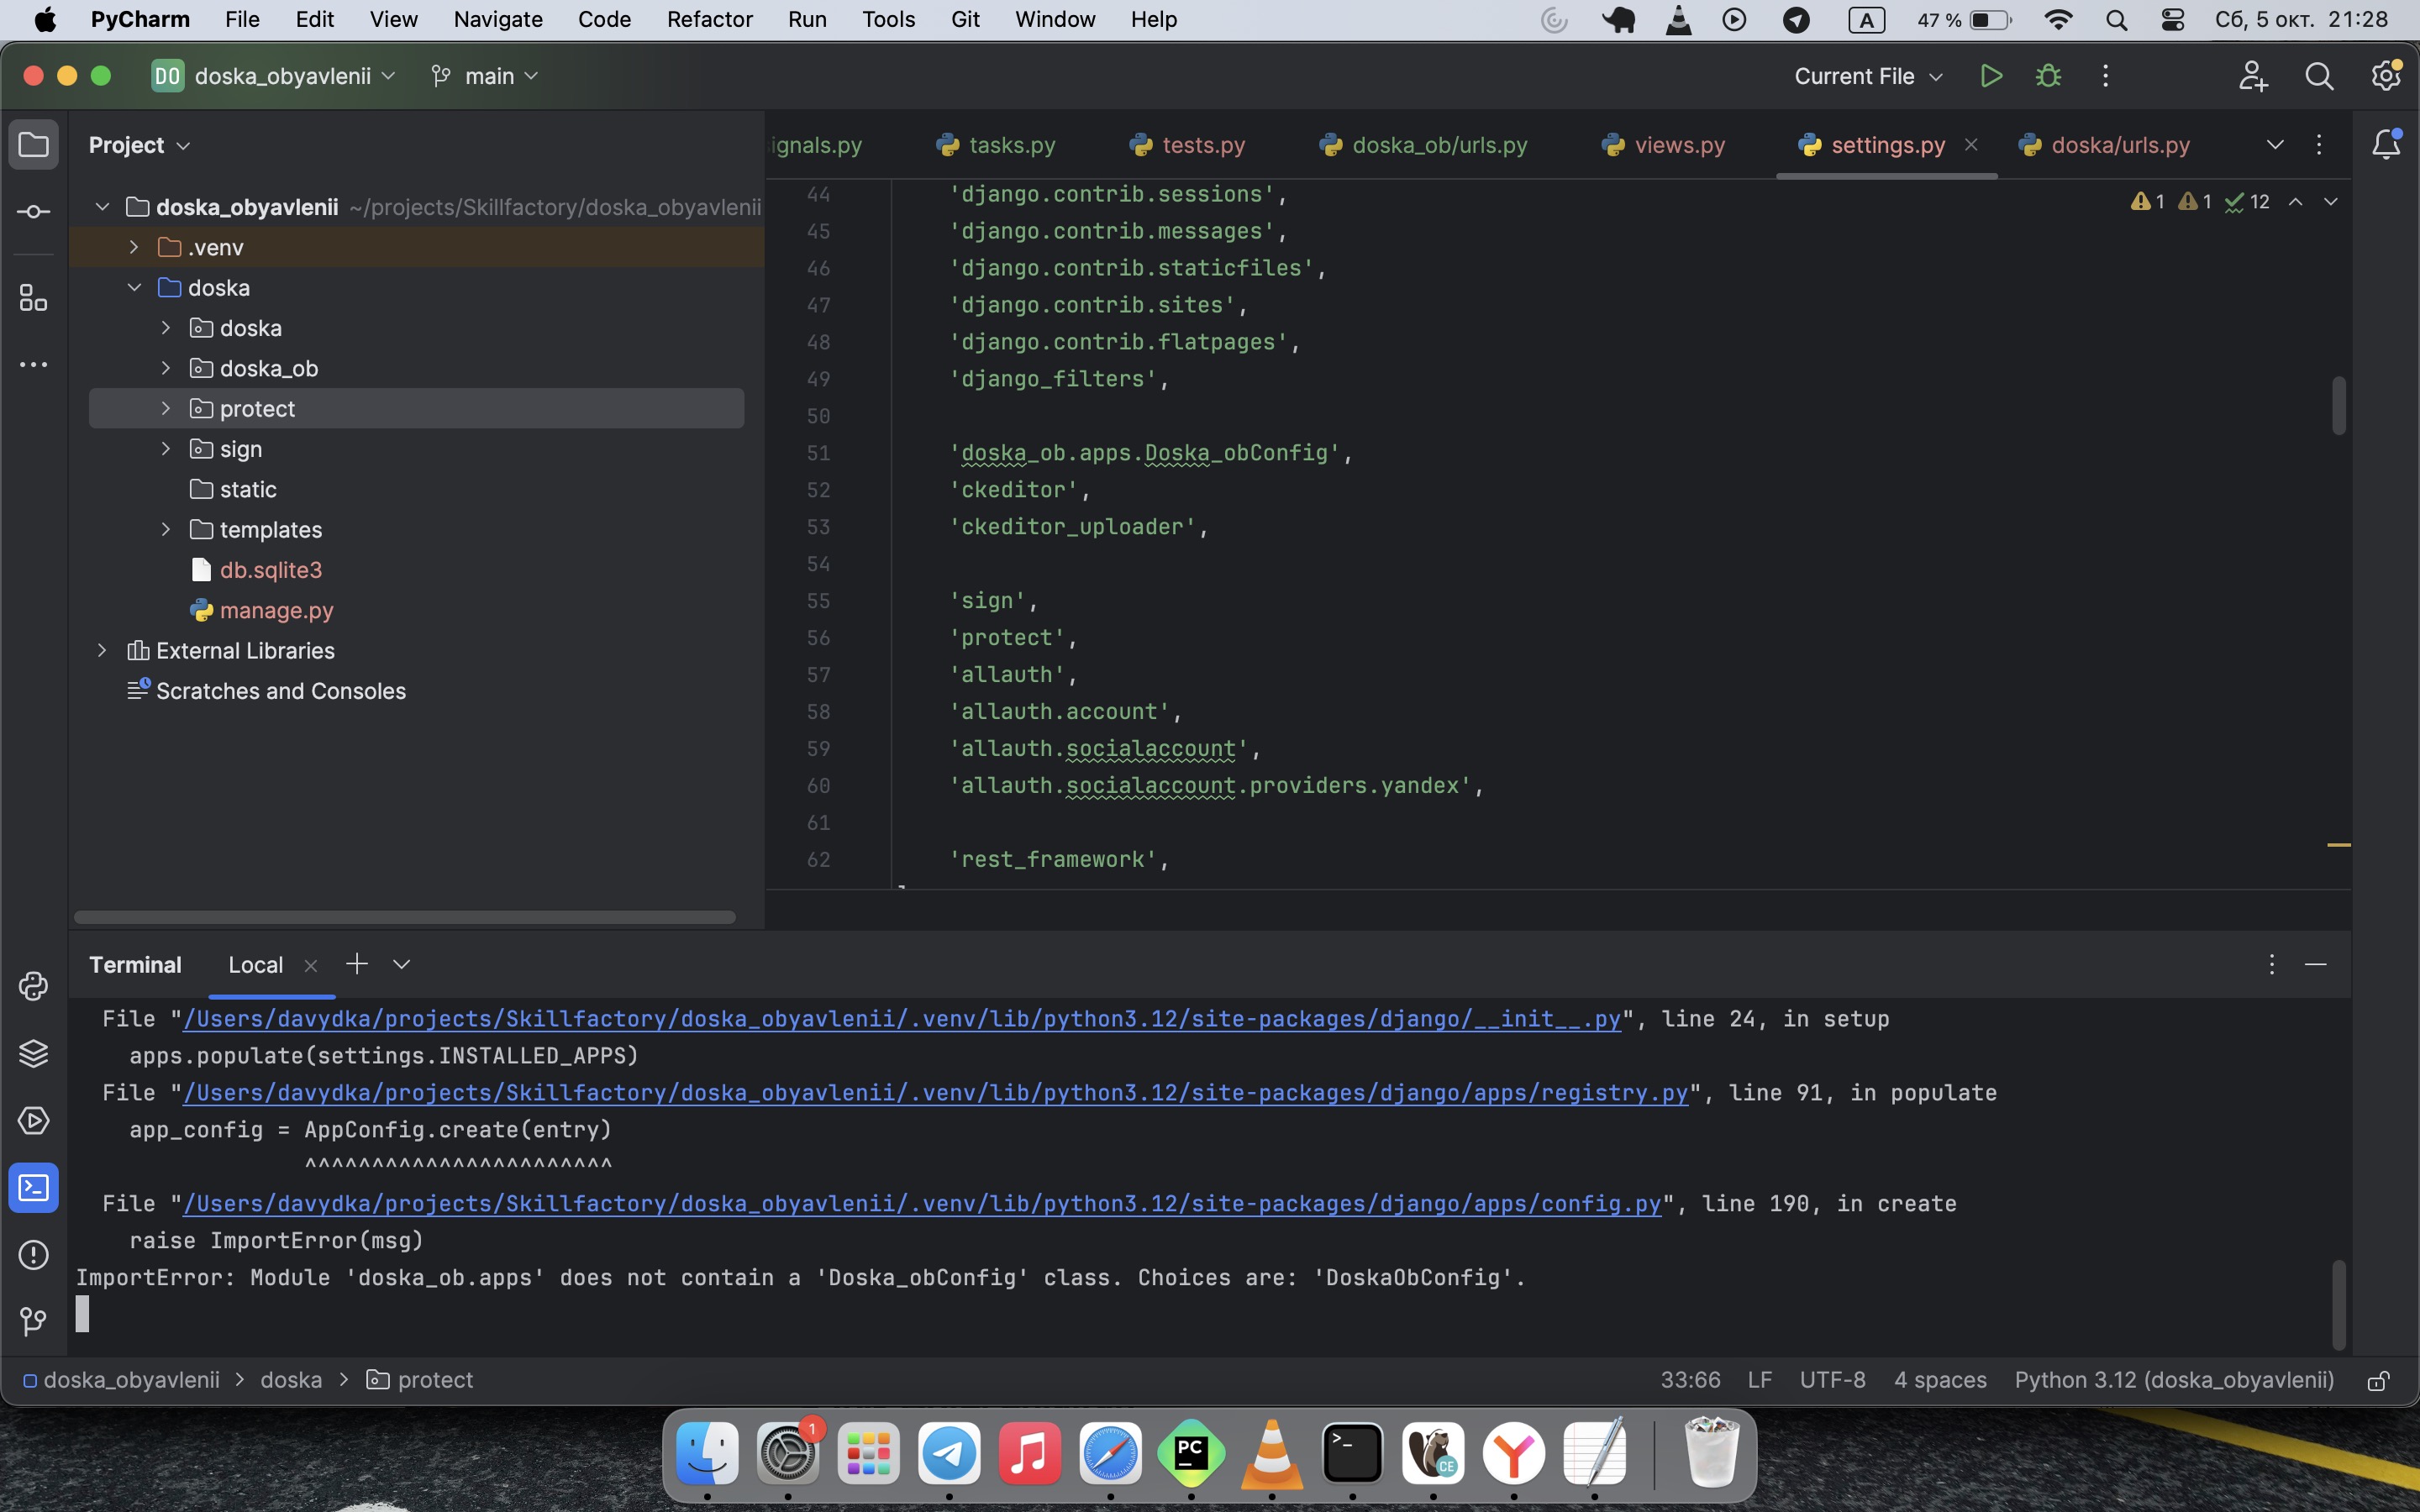 PyCharm File Edit View Navigate Code Refactor Run Tools Git Window Help A 47 % Сб, 5 окт. 21:28
DO doska_obyavlenii main Current File
Project
ignals.py tasks.py tests.py doska_ob/urls.py views.py settings.py doska/urls.py
doska_obyavlenii ~/projects/Skillfactory/doska_obyavlenii
.venv
doska
doska
doska_ob
protect
sign
static
templates
db.sqlite3
manage.py
External Libraries
Scratches and Consoles
1 1 12
44 'django.contrib.sessions',
45 'django.contrib.messages',
46 'django.contrib.staticfiles',
47 'django.contrib.sites',
48 'django.contrib.flatpages',
49 'django_filters',
50
51 'doska_ob.apps.Doska_obConfig',
52 'ckeditor',
53 'ckeditor_uploader',
54
55 'sign',
56 'protect',
57 'allauth',
58 'allauth.account',
59 'allauth.socialaccount',
60 'allauth.socialaccount.providers.yandex',
61
62 'rest_framework',
Terminal Local
File "/Users/davydka/projects/Skillfactory/doska_obyavlenii/.venv/lib/python3.12/site-packages/django/__init__.py", line 24, in setup
apps.populate(settings.INSTALLED_APPS)
File "/Users/davydka/projects/Skillfactory/doska_obyavlenii/.venv/lib/python3.12/site-packages/django/apps/registry.py", line 91, in populate
app_config = AppConfig.create(entry)
^^^^^^^^^^^^^^^^^^^^^^^
File "/Users/davydka/projects/Skillfactory/doska_obyavlenii/.venv/lib/python3.12/site-packages/django/apps/config.py", line 190, in create
raise ImportError(msg)
ImportError: Module 'doska_ob.apps' does not contain a 'Doska_obConfig' class. Choices are: 'DoskaObConfig'.
doska_obyavlenii > doska > protect 33:66 LF UTF-8 4 spaces Python 3.12 (doska_obyavlenii)
1
PC
CE